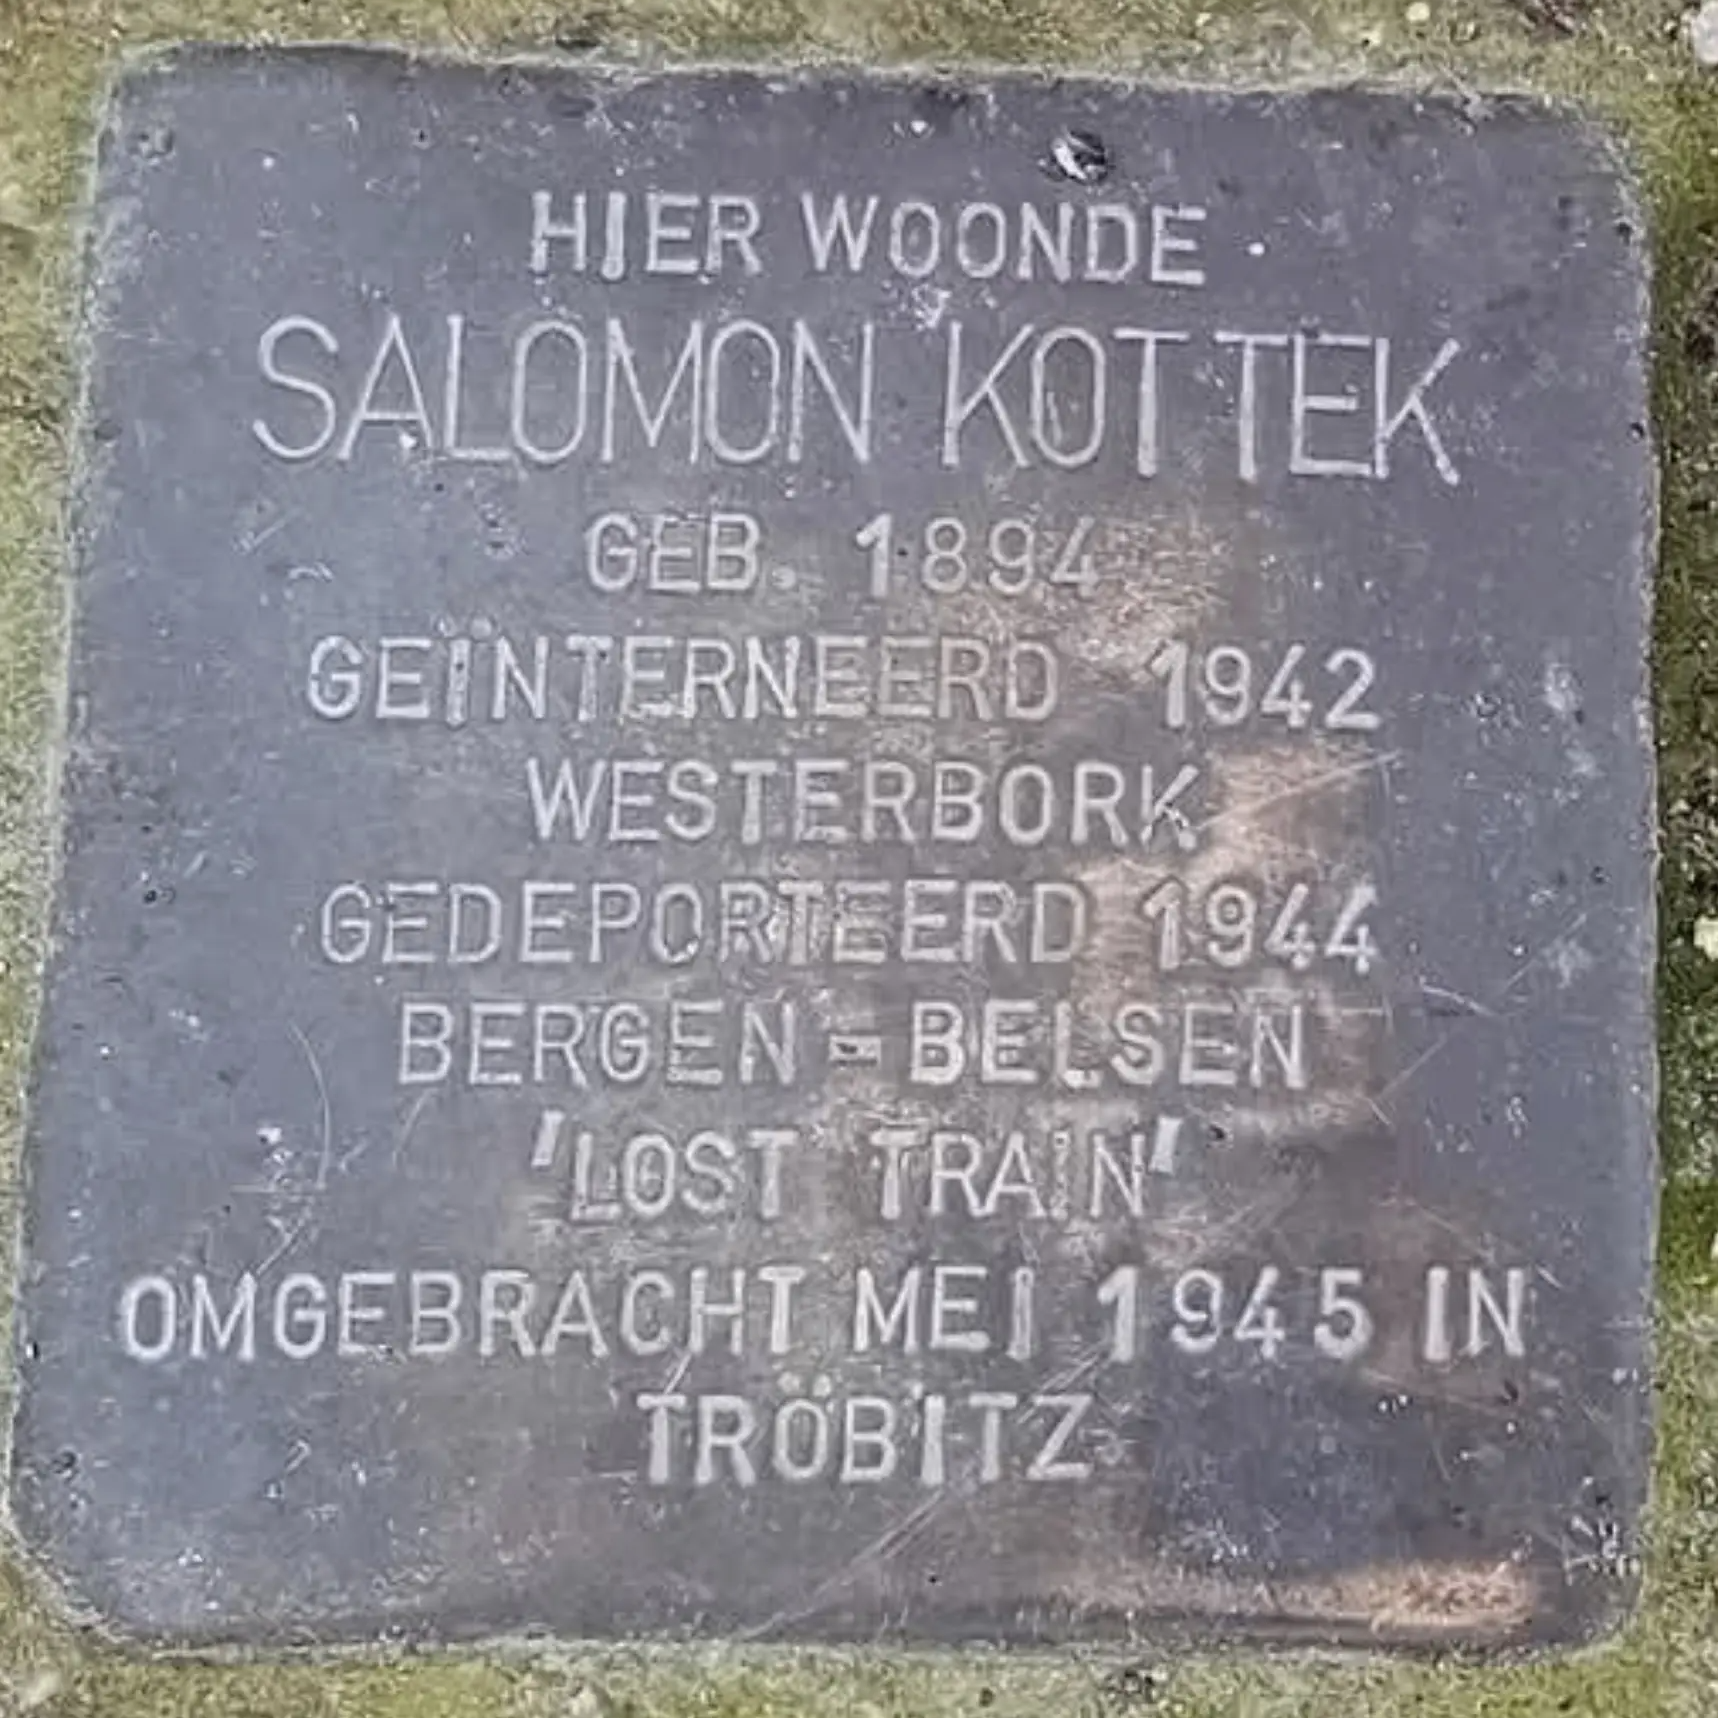 HIER WOONDE
SALOMON KOTTEK
GEB. 1894
GEÏNTERNEERD 1942
WESTERBORK
GEDEPORTEERD 1944
BERGEN-BELSEN
'LOST TRAIN'
OMGEBRACHT MEI 1945 IN
TRÖBITZ